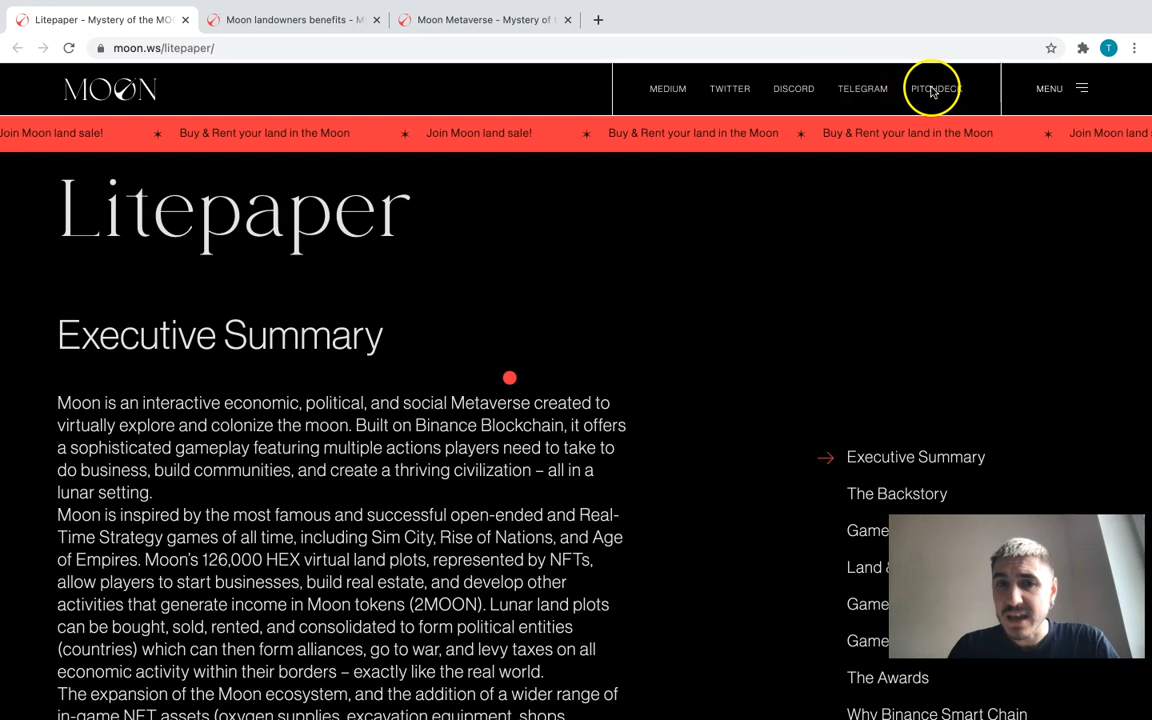 Litepaper - Mystery of the MO
Moon landowners benefits - M
Moon Metaverse - Mystery of t
moon.ws/litepaper/
T
MOON
MEDIUM
TWITTER
DISCORD
TELEGRAM
PITCHDECK
MENU
Join Moon land sale!
Buy & Rent your land in the Moon
Join Moon land sale!
Buy & Rent your land in the Moon
Buy & Rent your land in the Moon
Join Moon land
Litepaper
Executive Summary
Moon is an interactive economic, political, and social Metaverse created to
virtually explore and colonize the moon. Built on Binance Blockchain, it offers
a sophisticated gameplay featuring multiple actions players need to take to
do business, build communities, and create a thriving civilization – all in a
lunar setting.
Moon is inspired by the most famous and successful open-ended and Real-
Time Strategy games of all time, including Sim City, Rise of Nations, and Age
of Empires. Moon's 126,000 HEX virtual land plots, represented by NFTs,
allow players to start businesses, build real estate, and develop other
activities that generate income in Moon tokens (2MOON). Lunar land plots
can be bought, sold, rented, and consolidated to form political entities
(countries) which can then form alliances, go to war, and levy taxes on all
economic activity within their borders – exactly like the real world.
The expansion of the Moon ecosystem, and the addition of a wider range of
in-game NFT assets (oxygen supplies, excavation equipment, shops
Executive Summary
The Backstory
Game
Land &
Game
Game
The Awards
Why Binance Smart Chain